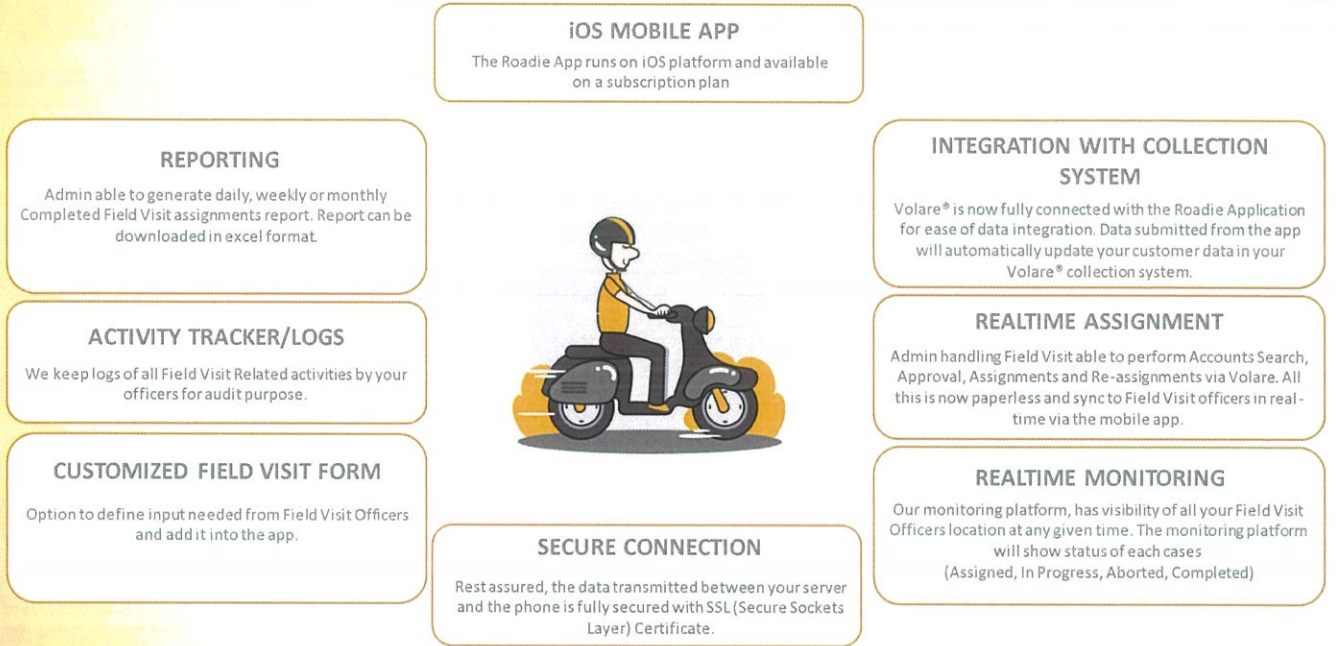 iOS MOBILE APP
The Roadie App runs on iOS platform and available
on a subscription plan
REPORTING
Admin able to generate daily, weekly or monthly
Completed Field Visit assignments report. Report can be
downloaded in excel format.
ACTIVITY TRACKER/LOGS
We keep logs of all Field Visit Related activities by your
officers for audit purpose.
CUSTOMIZED FIELD VISIT FORM
Option to define input needed from Field Visit Officers
and add it into the app.
SECURE CONNECTION
Rest assured, the data transmitted between your server
and the phone is fully secured with SSL (Secure Sockets
Layer) Certificate.
INTEGRATION WITH COLLECTION
SYSTEM
Volare® is now fully connected with the Roadie Application
for ease of data integration. Data submitted from the app
will automatically update your customer data in your
Volare® collection system.
REALTIME ASSIGNMENT
Admin handling Field Visit able to perform Accounts Search,
Approval, Assignments and Re-assignments via Volare. All
this is now paperless and sync to Field Visit officers in real-
time via the mobile app.
REALTIME MONITORING
Our monitoring platform, has visibility of all your Field Visit
Officers location at any given time. The monitoring platform
will show status of each cases
(Assigned, In Progress, Aborted, Completed)